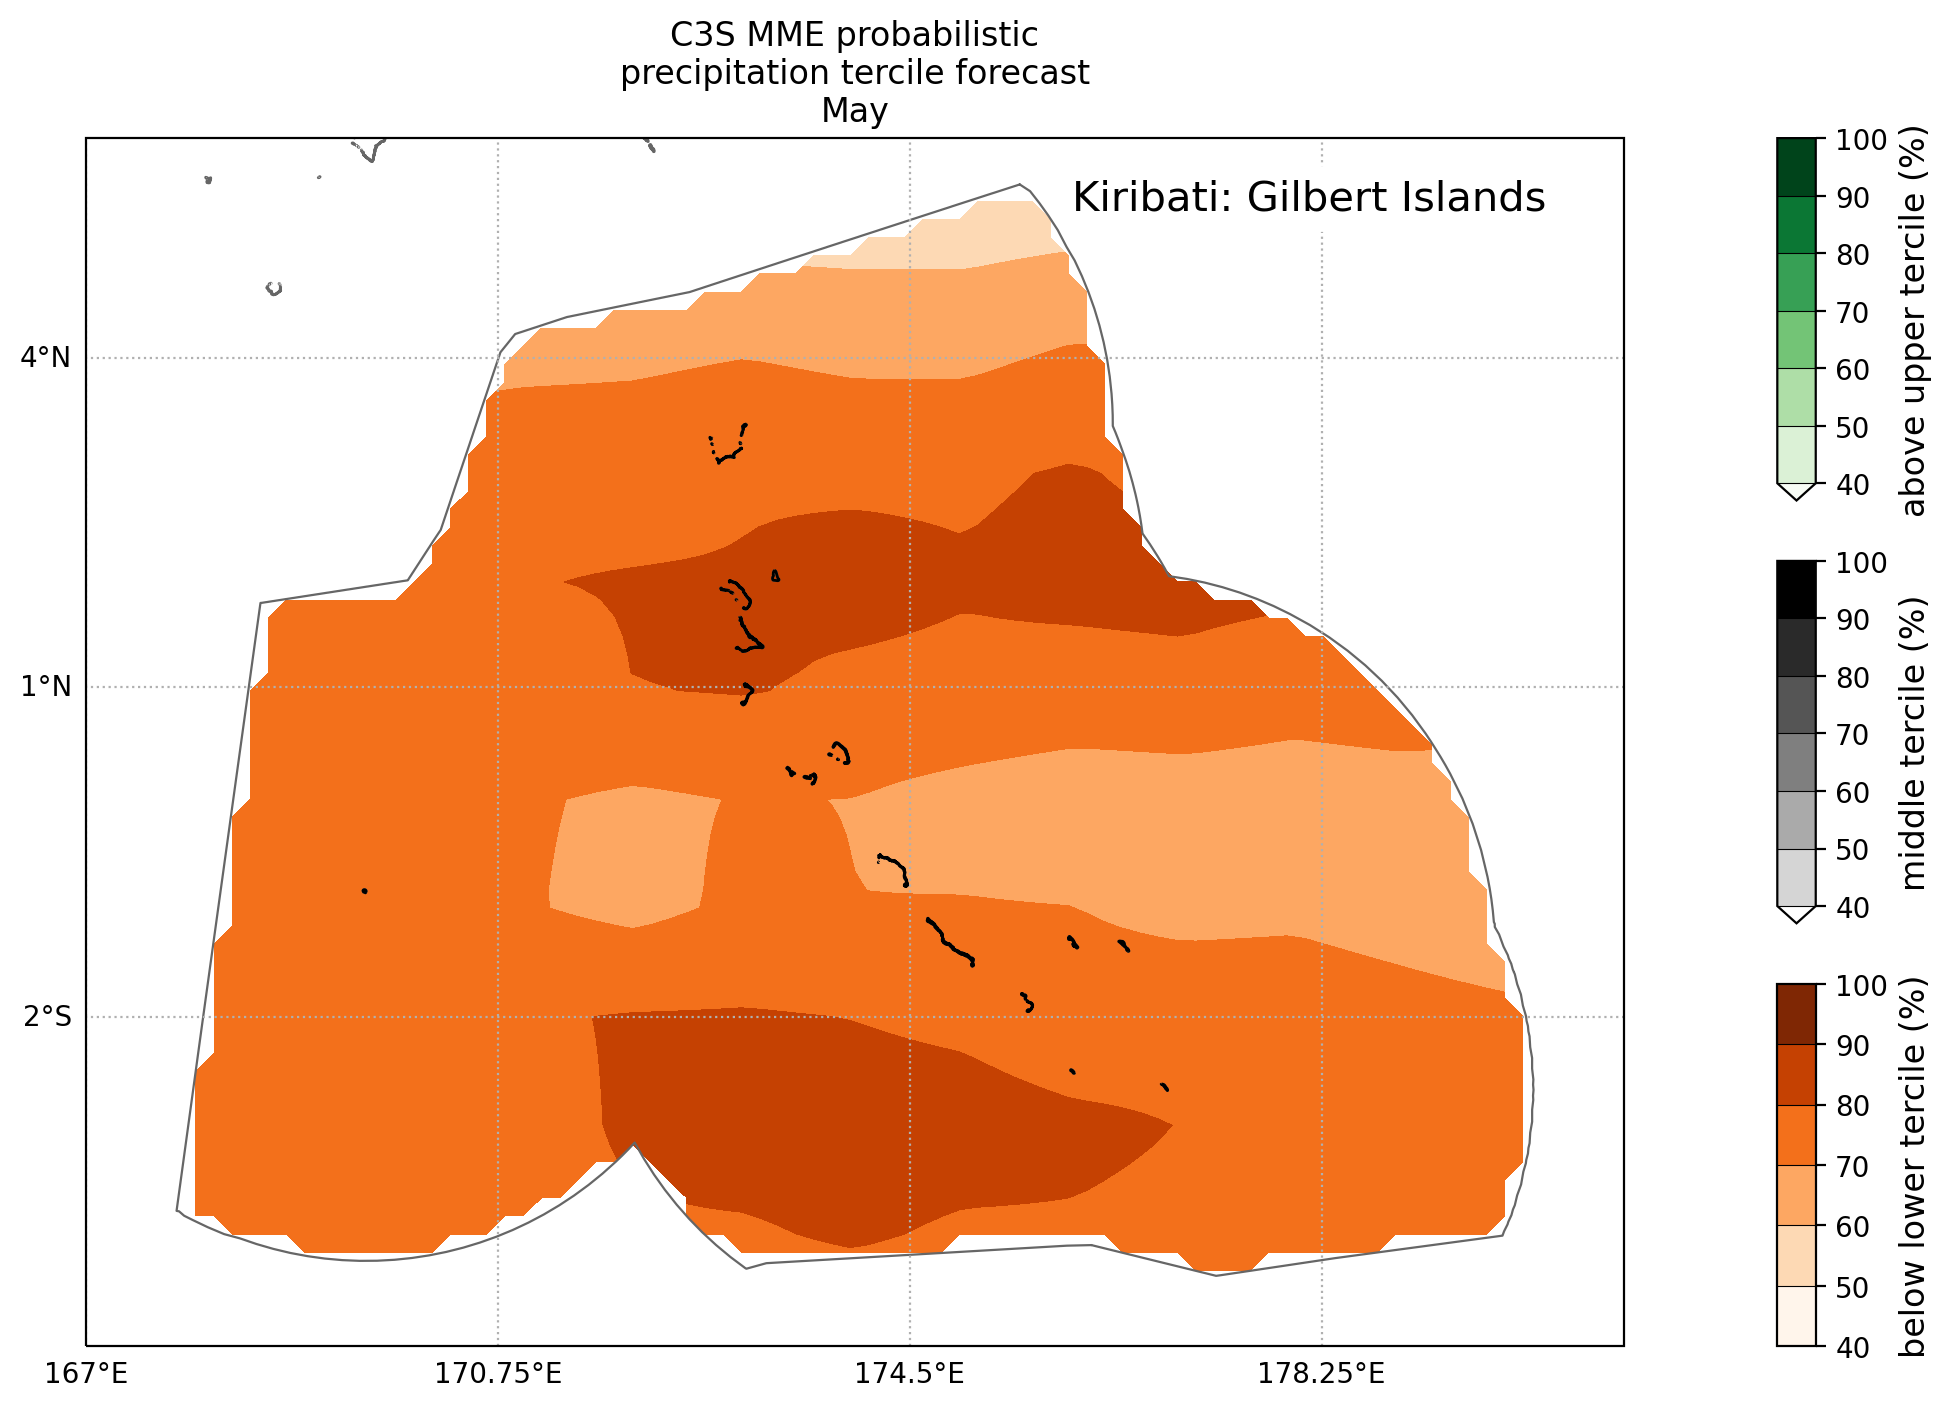 C3S MME probabilistic
precipitation tercile forecast
May
Kiribati: Gilbert Islands
4°N
1°N
2°S
167°E
170.75°E
174.5°E
178.25°E
100
90
80
70
60
50
40
above upper tercile (%)
100
90
80
70
60
50
40
middle tercile (%)
100
90
80
70
60
50
40
below lower tercile (%)